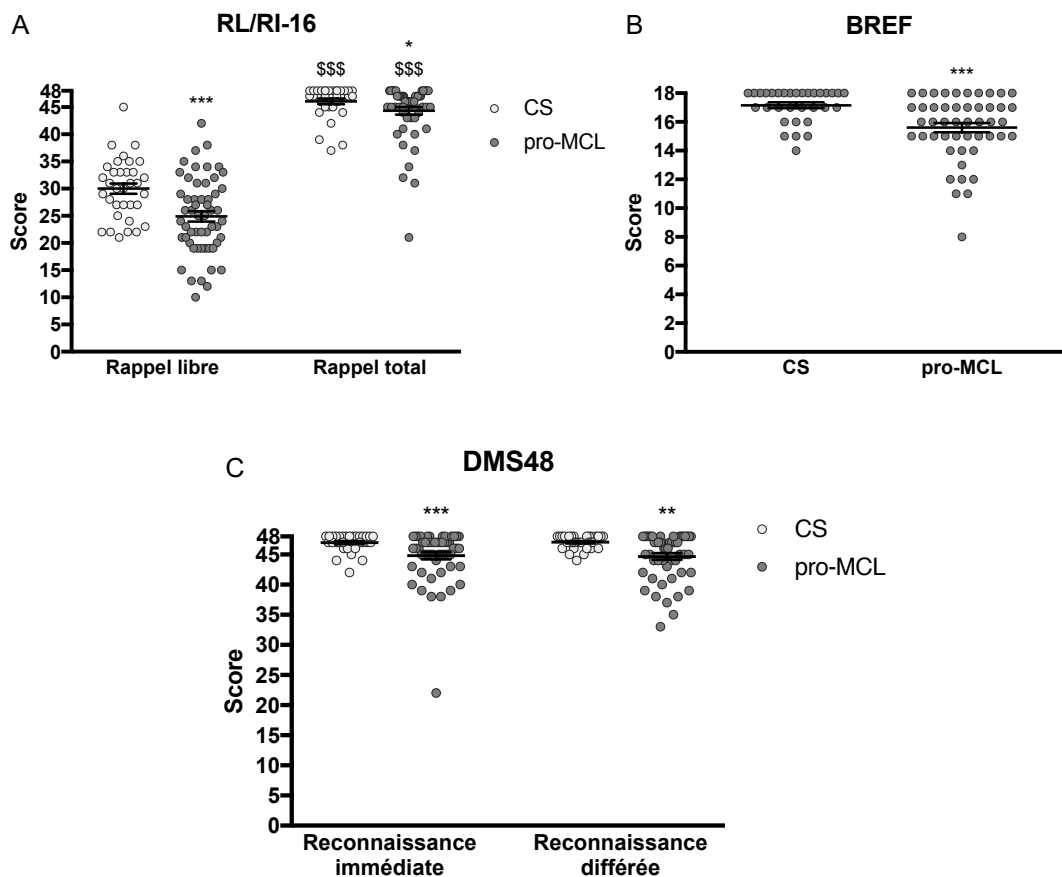 A
RL/RI-16
*
$$$
$$$
***
CS
pro-MCL
48
45
40
35
30
25
20
15
10
5
0
Score
Rappel libre
Rappel total
B
BREF
***
18
16
14
12
10
8
6
4
2
0
Score
CS
pro-MCL
C
DMS48
***
**
CS
pro-MCL
48
45
40
35
30
25
20
15
10
5
0
Score
Reconnaissance
immédiate
Reconnaissance
différée